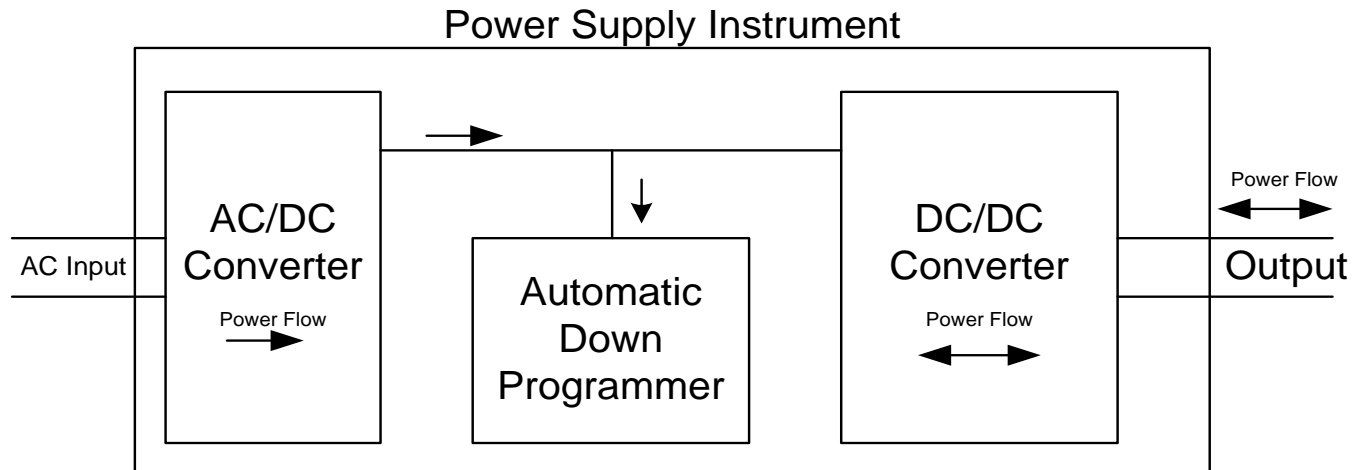 Power Supply Instrument
AC Input
AC/DC
Converter
Power Flow
Automatic
Down
Programmer
DC/DC
Converter
Power Flow
Power Flow
Output